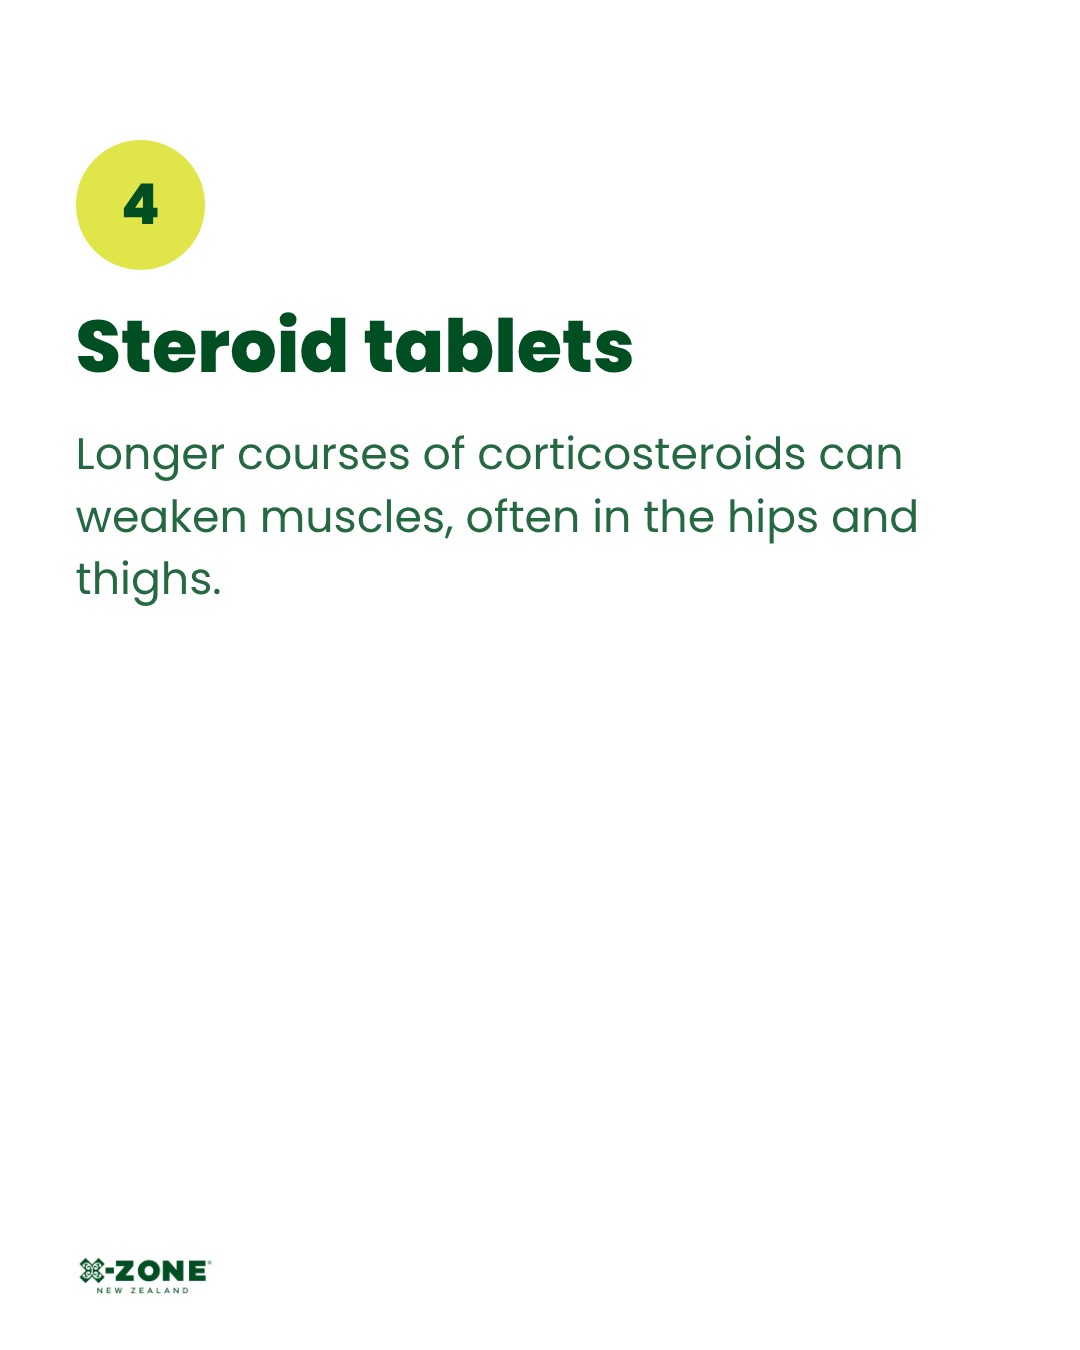 4
Steroid tablets
Longer courses of corticosteroids can
weaken muscles, often in the hips and
thighs.
X-ZONE
NEW ZEALAND